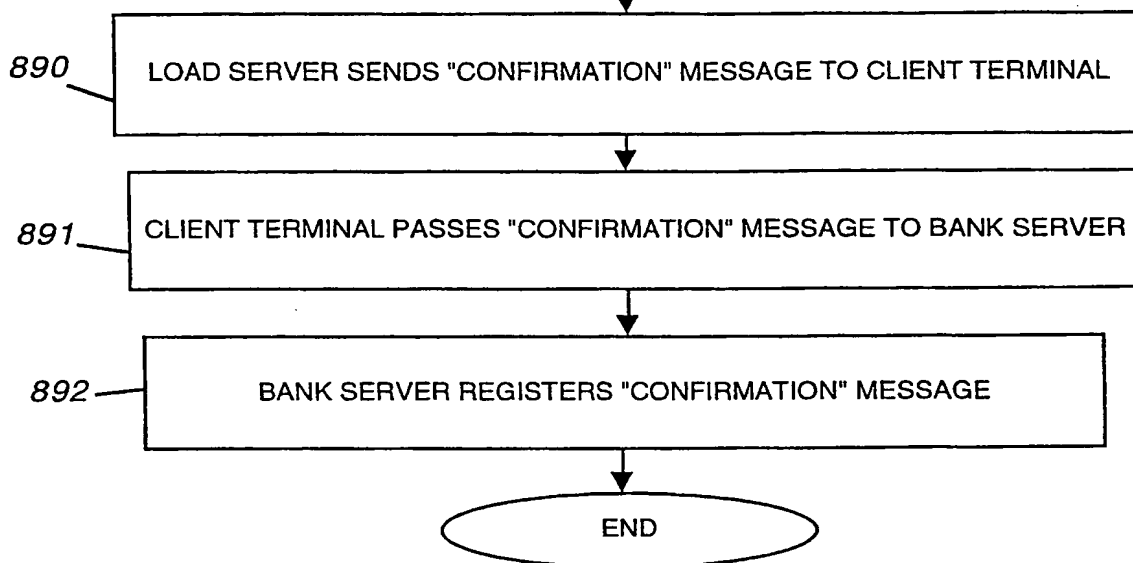 890
LOAD SERVER SENDS "CONFIRMATION" MESSAGE TO CLIENT TERMINAL
891
CLIENT TERMINAL PASSES "CONFIRMATION" MESSAGE TO BANK SERVER
892
BANK SERVER REGISTERS "CONFIRMATION" MESSAGE
END